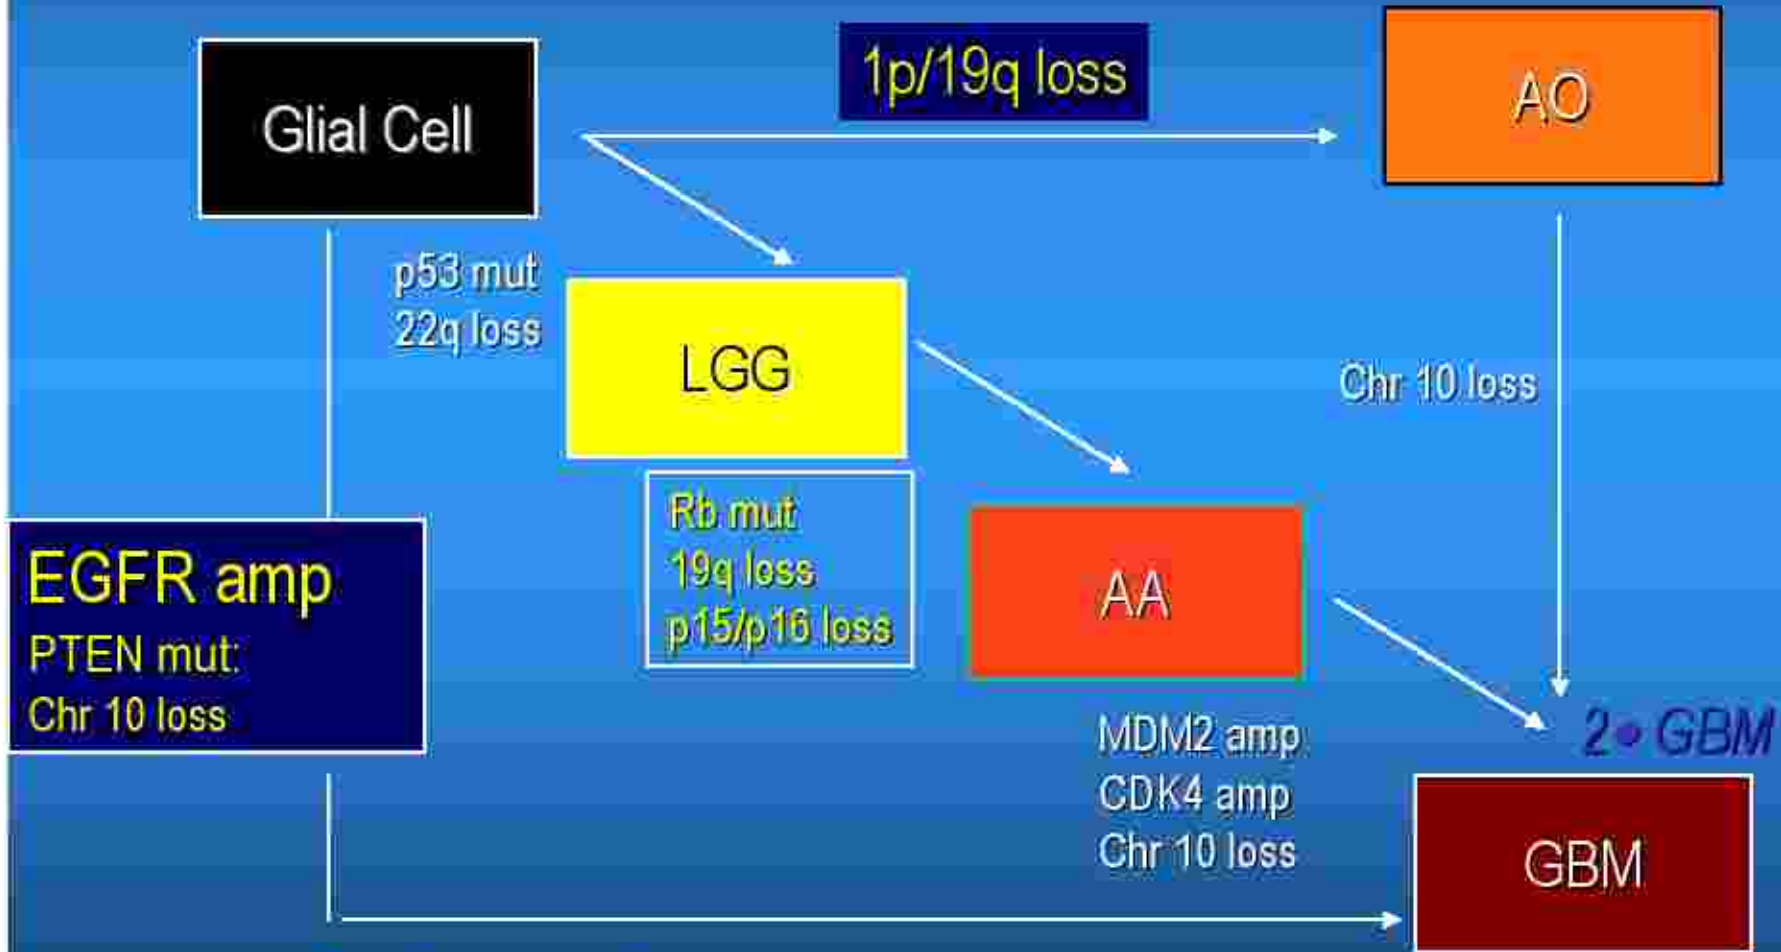 1p/19q loss
AO
Glial Cell
p53 mut
22q loss
LGG
Chr 10 loss
Rb mut
19q loss
p15/p16 loss
EGFR amp
PTEN mut:
Chr 10 loss
AA
2• GBM
MDM2 amp
CDK4 amp
Chr 10 loss
GBM